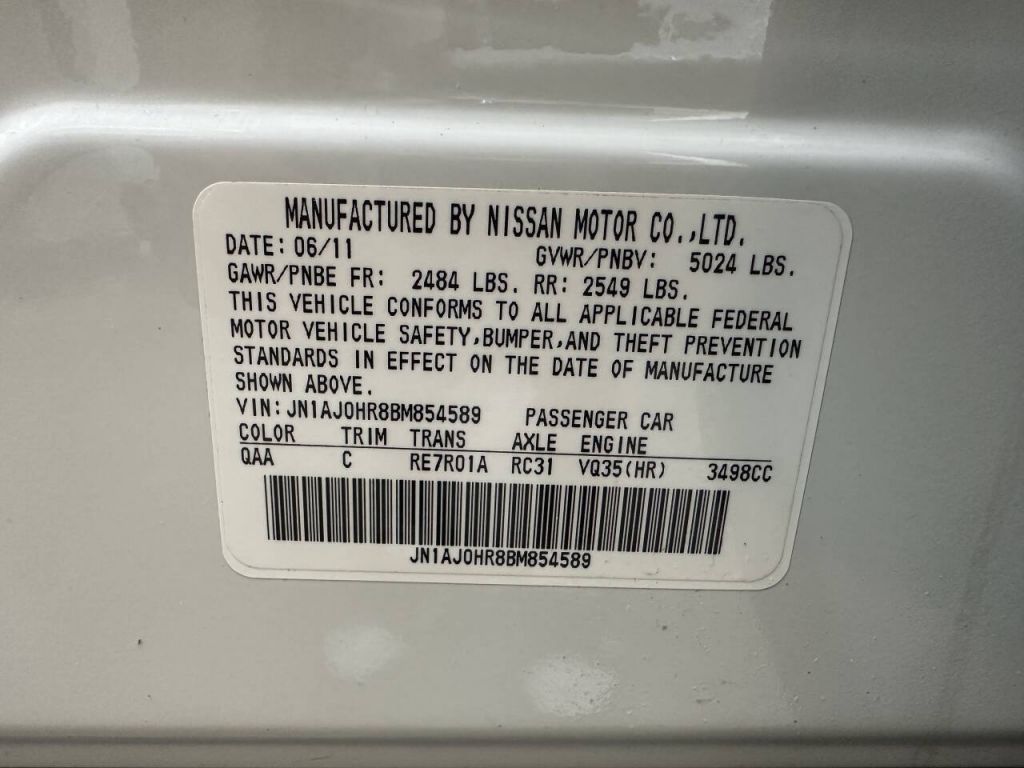 MANUFACTURED BY NISSAN MOTOR CO.,LTD.
DATE: 06/11 GVWR/PNBV: 5024 LBS.
GAWR/PNBE FR: 2484 LBS. RR: 2549 LBS.
THIS VEHICLE CONFORMS TO ALL APPLICABLE FEDERAL
MOTOR VEHICLE SAFETY,BUMPER,AND THEFT PREVENTION
STANDARDS IN EFFECT ON THE DATE OF MANUFACTURE
SHOWN ABOVE.
VIN:JN1AJ0HR8BM854589 PASSENGER CAR
COLOR TRIM TRANS AXLE ENGINE
QAA C RE7R01A RC31 VQ35(HR) 3498CC
JN1AJ0HR8BM854589